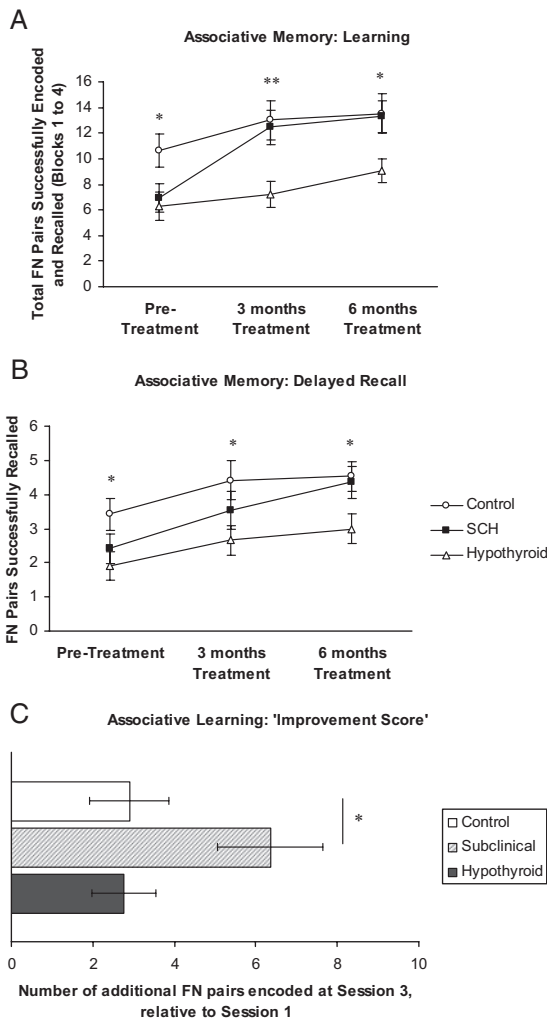 A
Associative Memory: Learning
Total FN Pairs Successfully Encoded
and Recalled (Blocks 1 to 4)
16
14
12
10
8
6
4
2
0
*
**
*
Pre-
Treatment
3 months
Treatment
6 months
Treatment
B
Associative Memory: Delayed Recall
FN Pairs Successfully Recalled
6
5
4
3
2
1
0
*
*
*
Pre-Treatment
3 months
Treatment
6 months
Treatment
Control
SCH
Hypothyroid
C
Associative Learning: 'Improvement Score'
*
Control
Subclinical
Hypothyroid
0 2 4 6 8 10
Number of additional FN pairs encoded at Session 3,
relative to Session 1